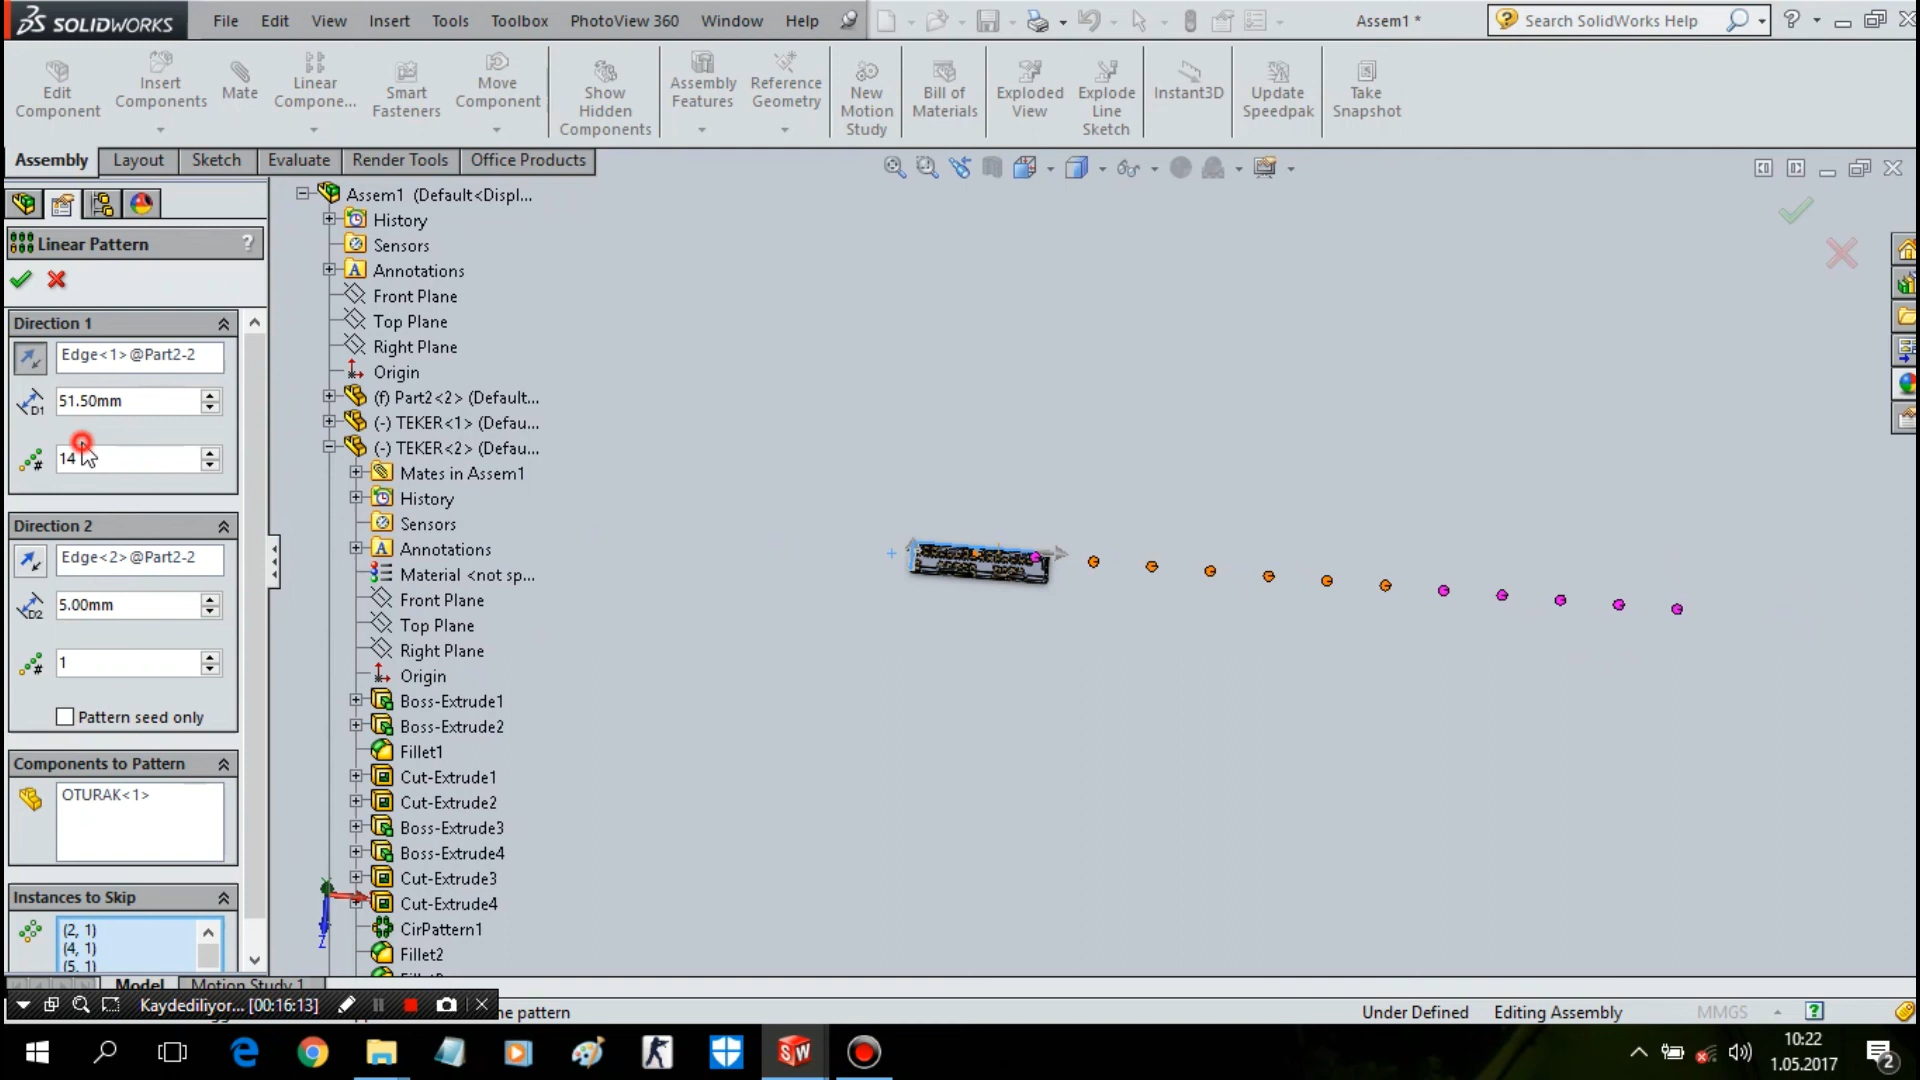 SOLIDWORKS File Edit View Insert Tools Toolbox PhotoView 360 Window Help Assem1 * Search SolidWorks Help
Edit Component
Insert Components
Mate
Linear Compone...
Smart Fasteners
Move Component
Show Hidden Components
Assembly Features
Reference Geometry
New Motion Study
Bill of Materials
Exploded View
Explode Line Sketch
Instant3D
Update Speedpak
Take Snapshot
Assembly Layout Sketch Evaluate Render Tools Office Products
Linear Pattern ?
Direction 1
Edge<1>@Part2-2
D1 51.50mm
# 14
Direction 2
Edge<2>@Part2-2
D2 5.00mm
# 1
Pattern seed only
Components to Pattern
OTURAK<1>
Instances to Skip
(2, 1)
(4, 1)
(5, 1)
Assem1 (Default<Displ...
History
Sensors
Annotations
Front Plane
Top Plane
Right Plane
Origin
(f) Part2<2> (Default...
(-) TEKER<1> (Defau...
(-) TEKER<2> (Defau...
Mates in Assem1
History
Sensors
Annotations
Material <not sp...
Front Plane
Top Plane
Right Plane
Origin
Boss-Extrude1
Boss-Extrude2
Fillet1
Cut-Extrude1
Cut-Extrude2
Boss-Extrude3
Boss-Extrude4
Cut-Extrude3
Cut-Extrude4
CirPattern1
Fillet2
Z
Model Motion Study 1
Kaydediliyor... [00:16:13]
ne pattern Under Defined Editing Assembly MMGS
10:22
1.05.2017
2